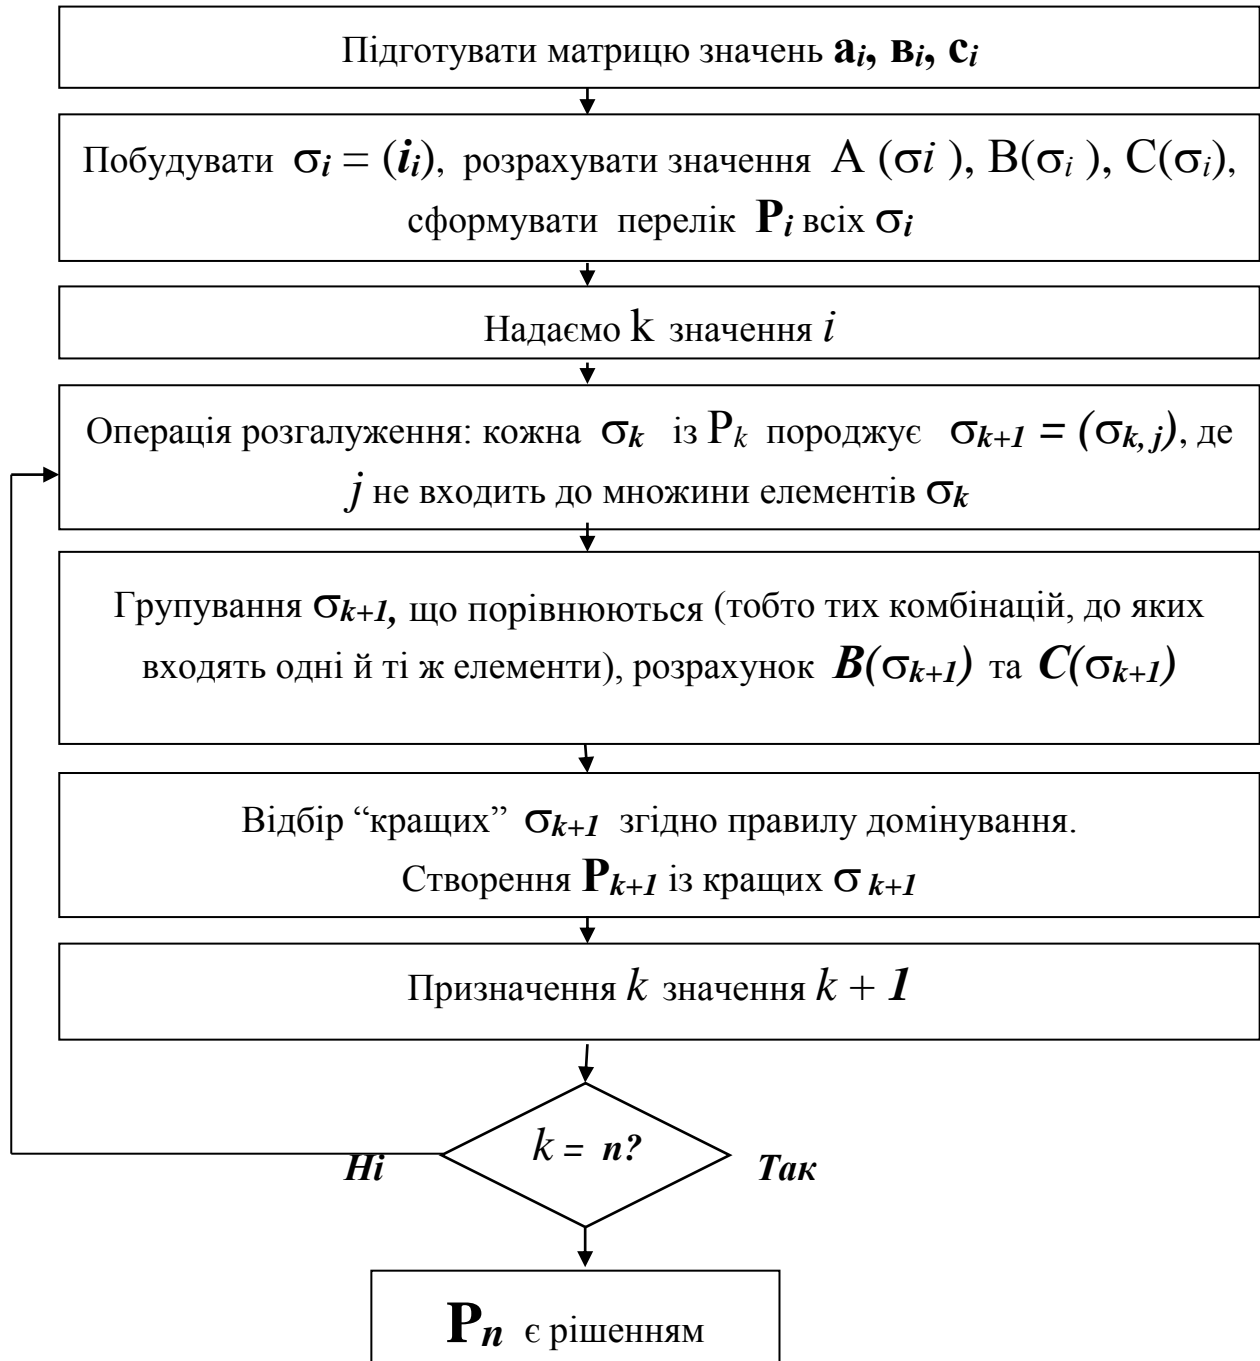 Підготувати матрицю значень аi, вi, сi
Побудувати σi = (ii), розрахувати значення A (σi ), B(σi ), C(σi),
сформувати перелік Pi всіх σi
Надаємо k значення i
Операція розгалуження: кожна σk із Pk породжує σk+1 = (σk, j), де
j не входить до множини елементів σk
Групування σk+1, що порівнюються (тобто тих комбінацій, до яких
входять одні й ті ж елементи), розрахунок B(σk+1) та C(σk+1)
Відбір “кращих” σk+1 згідно правилу домінування.
Створення Pk+1 із кращих σ k+1
Призначення k значення k + 1
k = n?
Ні
Так
Pn є рішенням